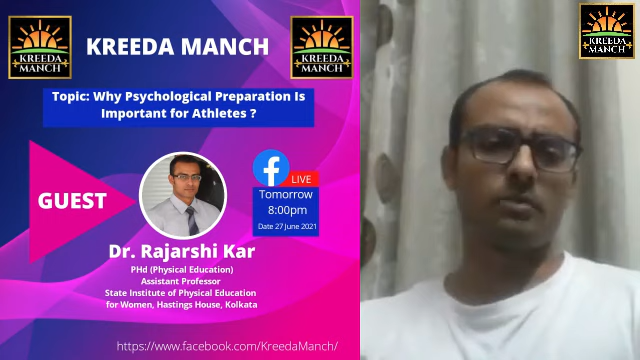 KREEDA
MANCH
KREEDA MANCH
KREEDA
MANCH
Topic: Why Psychological Preparation Is
Important for Athletes ?
GUEST
f
LIVE
Tomorrow
8:00pm
Date 27 June 2021
Dr. Rajarshi Kar
PHd (Physical Education)
Assistant Professor
State Institute of Physical Education
for Women, Hastings House, Kolkata
https://www.facebook.com/KreedaManch/
KREEDA
MANCH